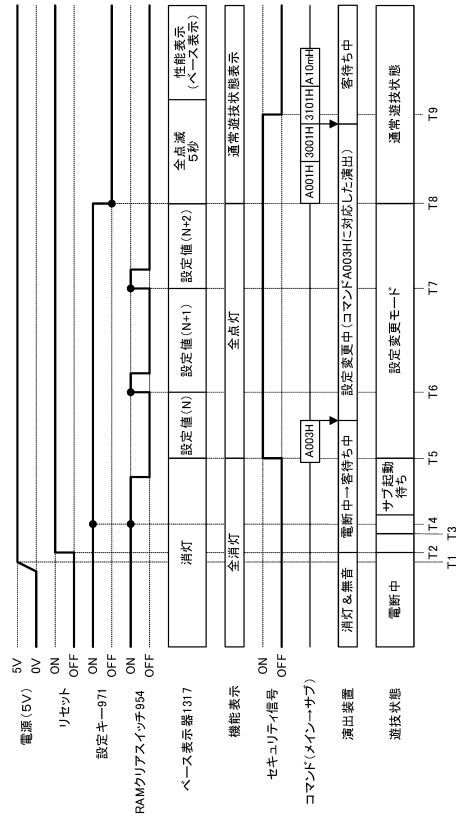 電源(5V)
5V
0V
リセット
ON
OFF
設定キー971
ON
OFF
RAMクリアスイッチ954
ON
OFF
ベース表示器1317
消灯
設定値(N)
設定値(N+1)
設定値(N+2)
全点滅
5秒
性能表示
(ベース表示)
機能表示
全消灯
全点灯
通常遊技状態表示
セキュリティ信号
ON
OFF
コマンド(メイン→サブ)
A003H
A001H
3001H
3101H
A10mH
演出装置
消灯&無音
電断中→客待ち中
設定変更中(コマンドA003Hに対応した演出)
客待ち中
遊技状態
電断中
サブ起動
待ち
設定変更モード
通常遊技状態
T1
T2
T3
T4
T5
T6
T7
T8
T9